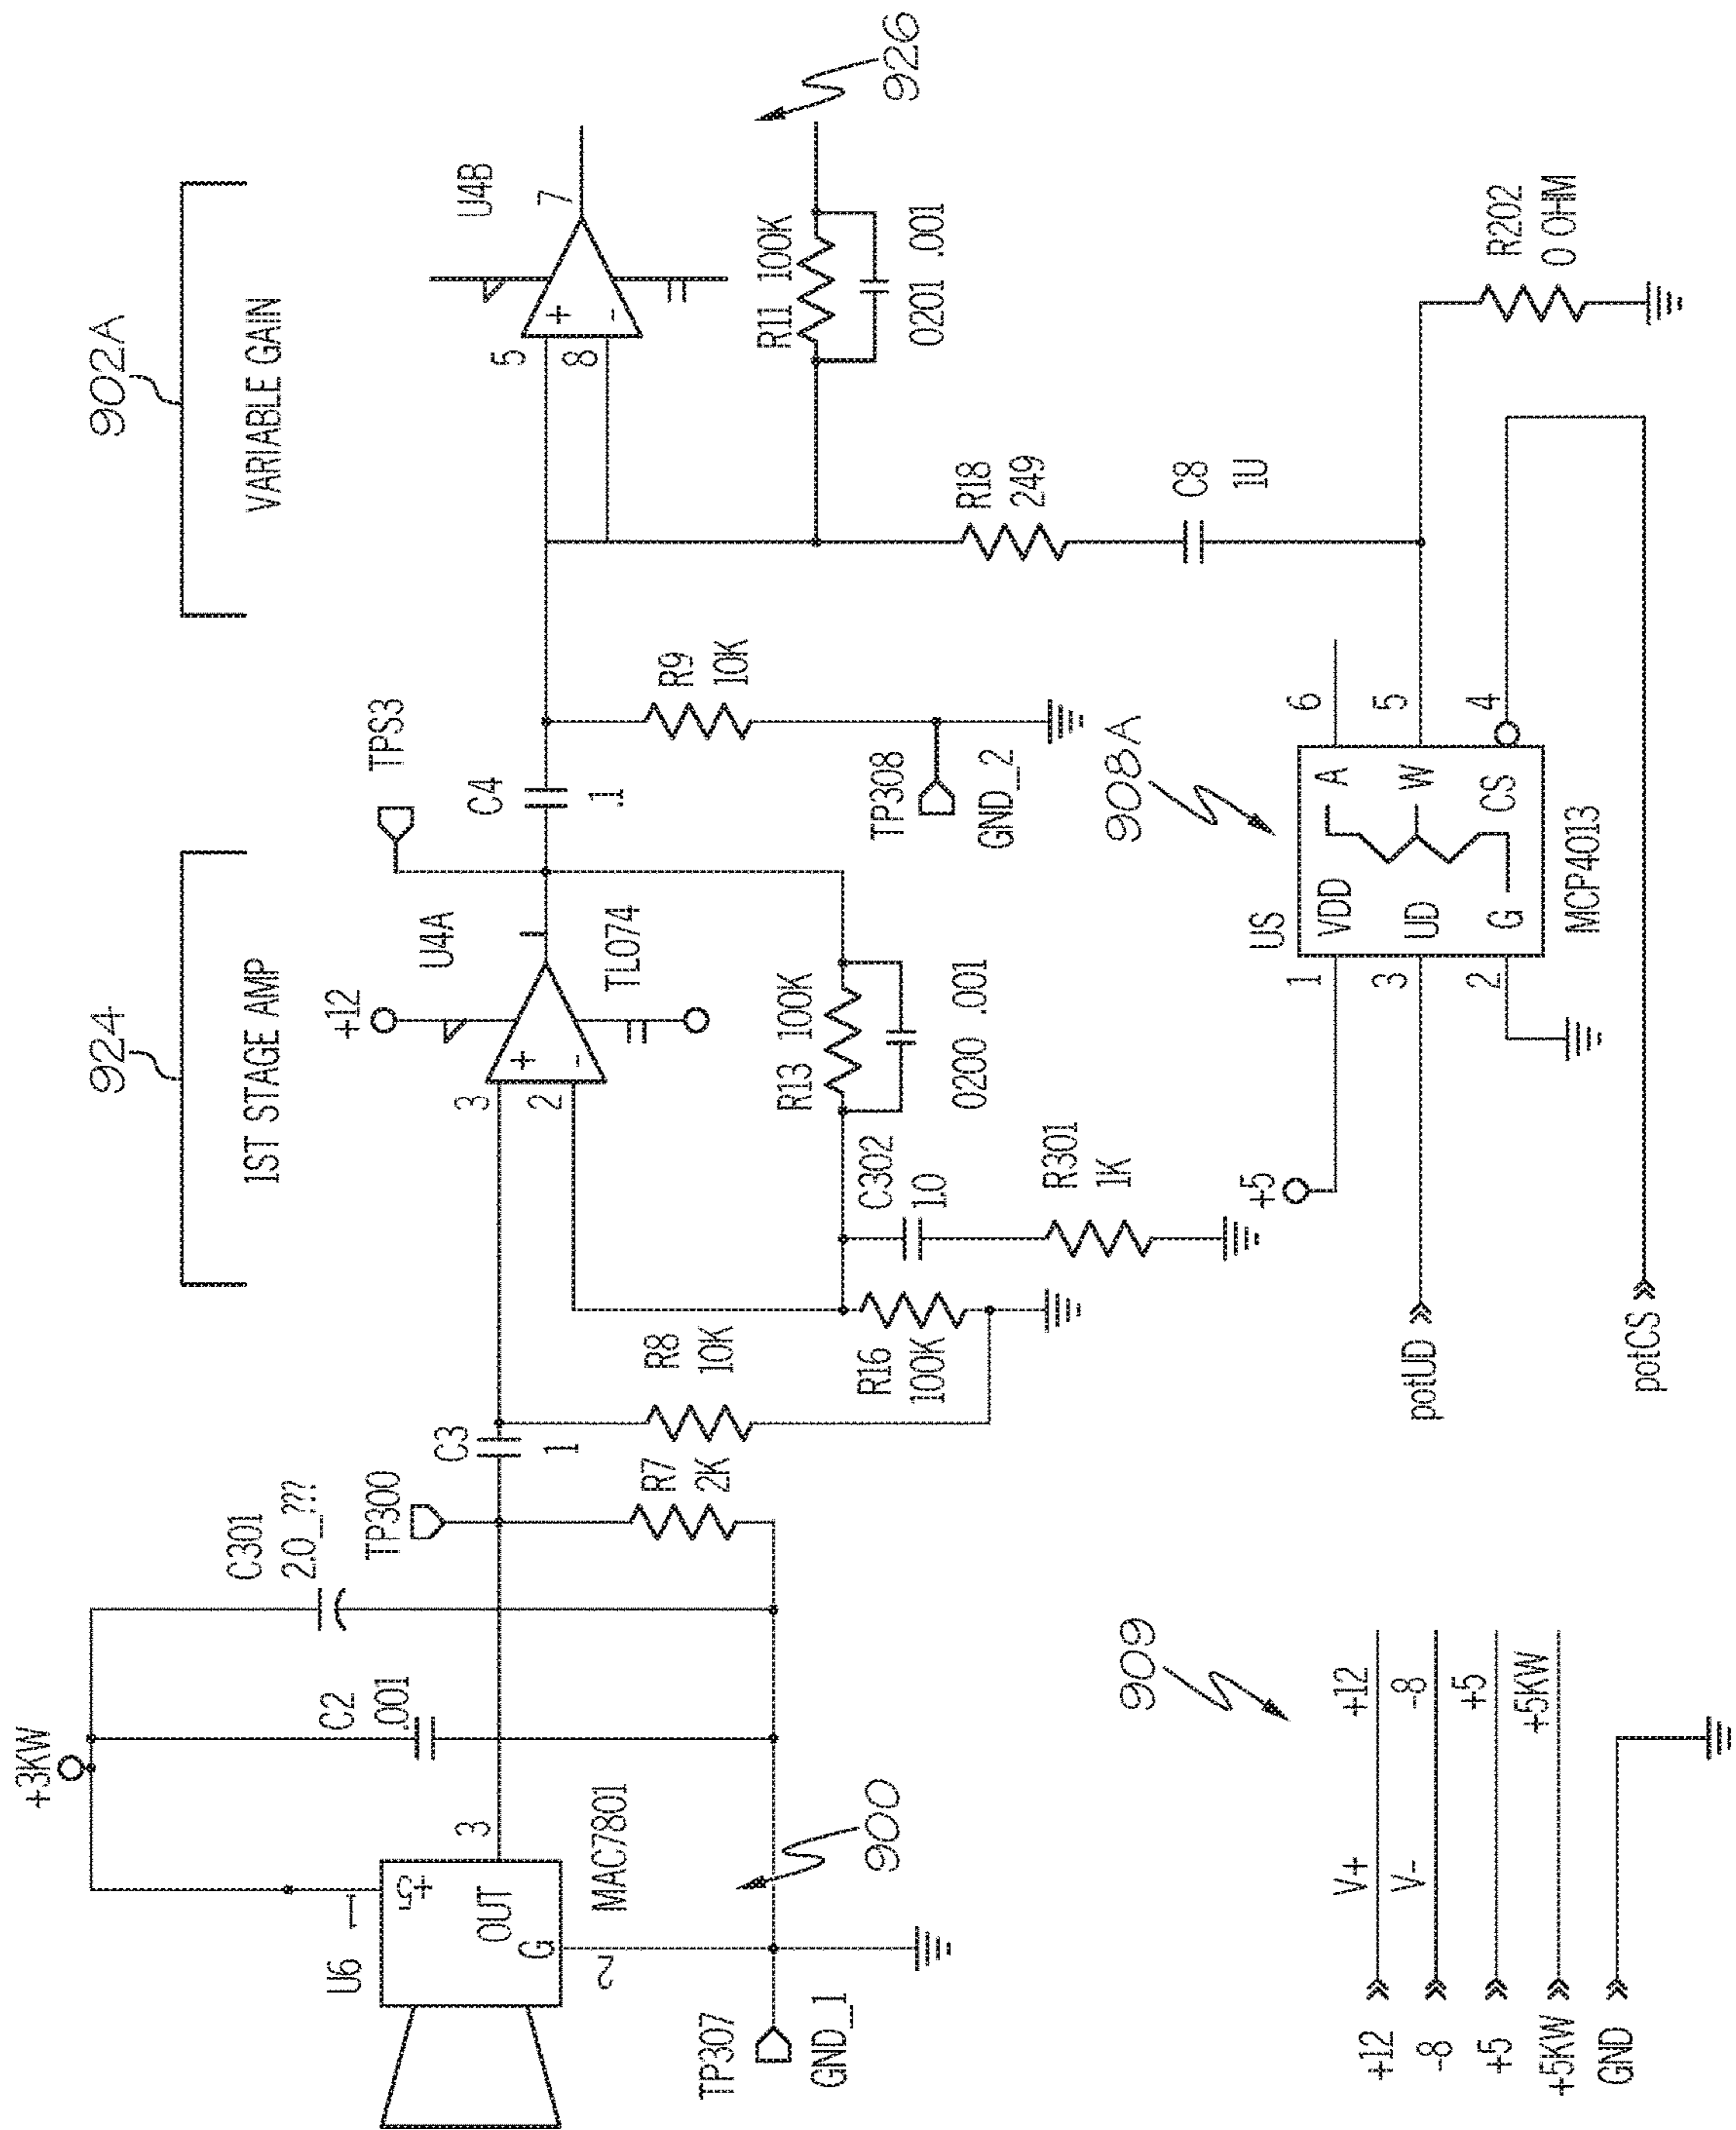 902A
924
VARIABLE GAIN
1ST STAGE AMP
926
U4B
7
5
8
+
-
R11 100K
0201 .001
TPS3
C4
.1
R9
10K
TP308
GND_2
+12
U4A
TL074
3
2
+
-
R13 100K
0200 .001
C302
1.0
R301
1K
R16
100K
R8
10K
C3
1
R7
2K
TP300
C301
2.0_???
C2
.001
+3KW
U6
1
+5
OUT
G
3
2
MAC7801
900
TP307
GND_1
R18
249
C8
1U
R202
0 OHM
908A
US
VDD
UD
G
A
W
CS
1
3
2
6
5
4
MCP4013
+5
potUD
potCS
909
+12
V+
+12
-8
V-
-8
+5
+5
+5KW
+5KW
GND